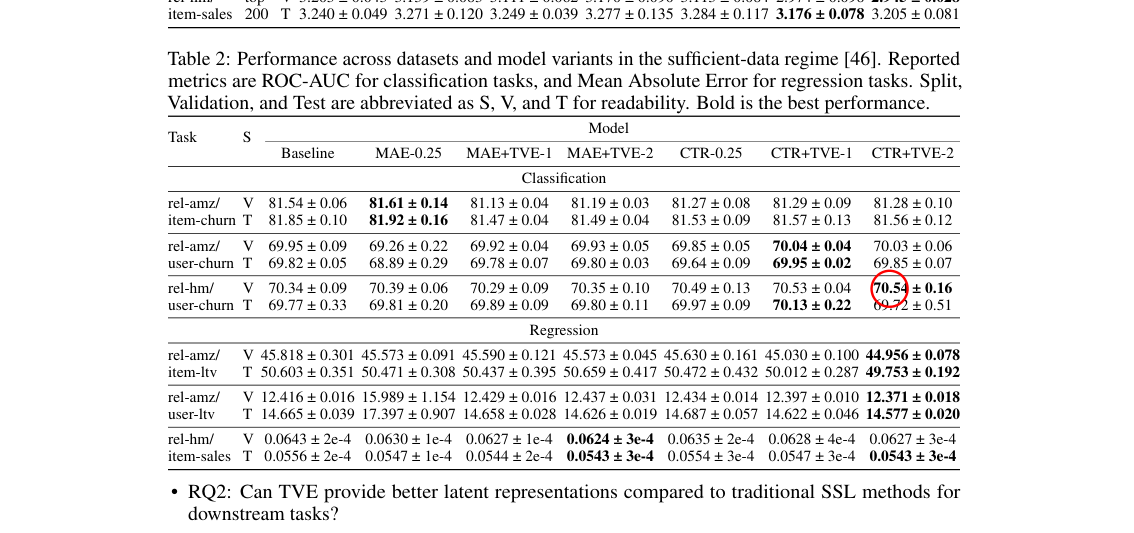 item-sales 200 T 3.240 ± 0.049 3.271 ± 0.120 3.249 ± 0.039 3.277 ± 0.135 3.284 ± 0.117 3.176 ± 0.078 3.205 ± 0.081
Table 2: Performance across datasets and model variants in the sufficient-data regime [46]. Reported
metrics are ROC-AUC for classification tasks, and Mean Absolute Error for regression tasks. Split,
Validation, and Test are abbreviated as S, V, and T for readability. Bold is the best performance.
Task S Model
Baseline MAE-0.25 MAE+TVE-1 MAE+TVE-2 CTR-0.25 CTR+TVE-1 CTR+TVE-2
Classification
rel-amz/ V 81.54 ± 0.06 81.61 ± 0.14 81.13 ± 0.04 81.19 ± 0.03 81.27 ± 0.08 81.29 ± 0.09 81.28 ± 0.10
item-churn T 81.85 ± 0.10 81.92 ± 0.16 81.47 ± 0.04 81.49 ± 0.04 81.53 ± 0.09 81.57 ± 0.13 81.56 ± 0.12
rel-amz/ V 69.95 ± 0.09 69.26 ± 0.22 69.92 ± 0.04 69.93 ± 0.05 69.85 ± 0.05 70.04 ± 0.04 70.03 ± 0.06
user-churn T 69.82 ± 0.05 68.89 ± 0.29 69.78 ± 0.07 69.80 ± 0.03 69.64 ± 0.09 69.95 ± 0.02 69.85 ± 0.07
rel-hm/ V 70.34 ± 0.09 70.39 ± 0.06 70.29 ± 0.09 70.35 ± 0.10 70.49 ± 0.13 70.53 ± 0.04 70.54 ± 0.16
user-churn T 69.77 ± 0.33 69.81 ± 0.20 69.89 ± 0.09 69.80 ± 0.11 69.97 ± 0.09 70.13 ± 0.22 69.72 ± 0.51
Regression
rel-amz/ V 45.818 ± 0.301 45.573 ± 0.091 45.590 ± 0.121 45.573 ± 0.045 45.630 ± 0.161 45.030 ± 0.100 44.956 ± 0.078
item-ltv T 50.603 ± 0.351 50.471 ± 0.308 50.437 ± 0.395 50.659 ± 0.417 50.472 ± 0.432 50.012 ± 0.287 49.753 ± 0.192
rel-amz/ V 12.416 ± 0.016 15.989 ± 1.154 12.429 ± 0.016 12.437 ± 0.031 12.434 ± 0.014 12.397 ± 0.010 12.371 ± 0.018
user-ltv T 14.665 ± 0.039 17.397 ± 0.907 14.658 ± 0.028 14.626 ± 0.019 14.687 ± 0.057 14.622 ± 0.046 14.577 ± 0.020
rel-hm/ V 0.0643 ± 2e-4 0.0630 ± 1e-4 0.0627 ± 1e-4 0.0624 ± 3e-4 0.0635 ± 2e-4 0.0628 ± 4e-4 0.0627 ± 3e-4
item-sales T 0.0556 ± 2e-4 0.0547 ± 1e-4 0.0544 ± 2e-4 0.0543 ± 3e-4 0.0554 ± 3e-4 0.0547 ± 3e-4 0.0543 ± 3e-4
• RQ2: Can TVE provide better latent representations compared to traditional SSL methods for
downstream tasks?